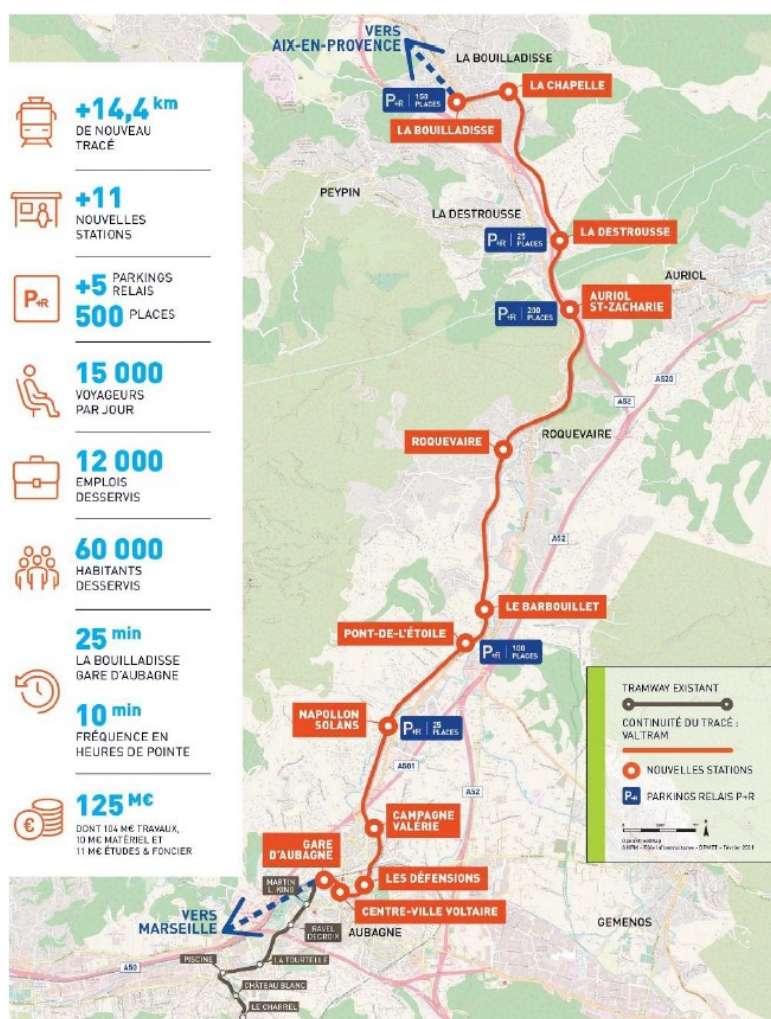 +14,4 km
DE NOUVEAU
TRACÉ
+11
NOUVELLES
STATIONS
P+R
+5 PARKINGS
RELAIS
500 PLACES
15 000
VOYAGEURS
PAR JOUR
12 000
EMPLOIS
DESSERVIS
60 000
HABITANTS
DESSERVIS
25 min
LA BOUILLADISSE
GARE D'AUBAGNE
10 min
FRÉQUENCE EN
HEURES DE POINTE
€
125 M€
DONT 104 M€ TRAVAUX,
10 M€ MATÉRIEL ET
11 M€ ÉTUDES & FONCIER
VERS
AIX-EN-PROVENCE
LA BOUILLADISSE
LA CHAPELLE
P+R 150
PLACES
LA BOUILLADISSE
PEYPIN
LA DESTROUSSE
P+R 25
PLACES
LA DESTROUSSE
AURIOL
P+R 200
PLACES
AURIOL
ST-ZACHARIE
A520
A52
ROQUEVAIRE
ROQUEVAIRE
A52
LE BARBOUILLET
PONT-DE-L'ÉTOILE
P+R 100
PLACES
NAPOLLON
SOLANS
P+R 25
PLACES
A501
A52
CAMPAGNE
VALÉRIE
GARE
D'AUBAGNE
LES DÉFENSIONS
MARTIN
L. KING
CENTRE-VILLE VOLTAIRE
VERS
MARSEILLE
RAVEL
DECROIX
AUBAGNE
GEMENOS
A50
PISCINE
LA TOURTELLE
CHÂTEAU BLANC
LE CHARREL
TRAMWAY EXISTANT
CONTINUITÉ DU TRACÉ :
VAL'TRAM
NOUVELLES STATIONS
P+R PARKINGS RELAIS P+R